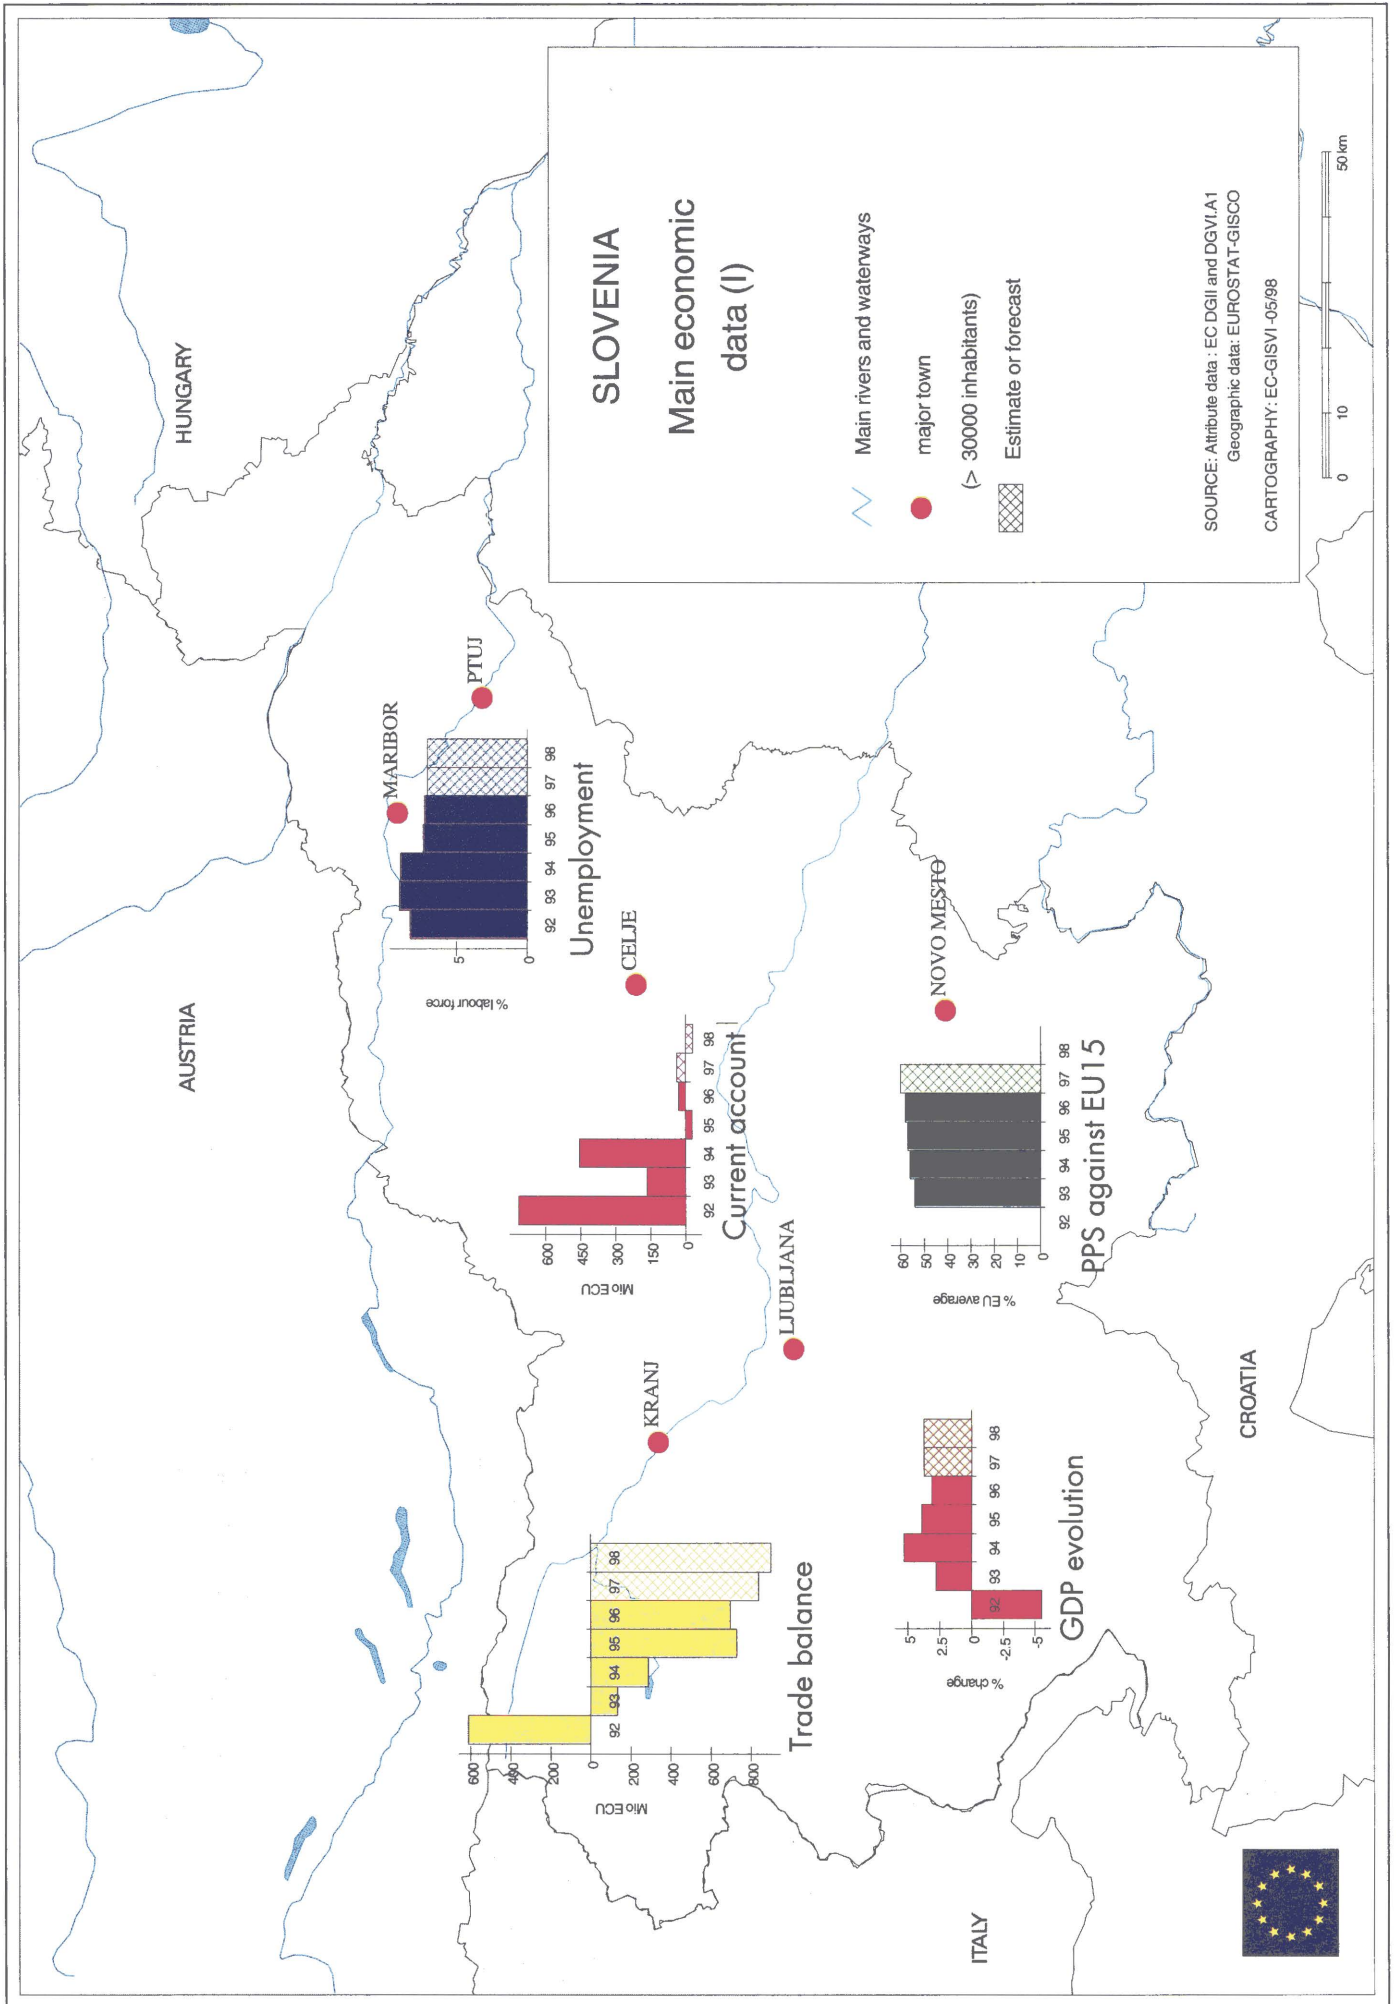 SLOVENIA
Main economic
data (I)
Main rivers and waterways
major town
(> 30000 inhabitants)
Estimate or forecast
SOURCE: Attribute data : EC DGII and DGVI.A1
Geographic data: EUROSTAT-GISCO
CARTOGRAPHY: EC-GISVI -05/98
0 10 50 km
HUNGARY
AUSTRIA
ITALY
CROATIA
MARIBOR
PTUJ
CELJE
KRANJ
LJUBLJANA
NOVO MESTO
% labour force
5
0
92 93 94 95 96 97 98
Unemployment
Mio ECU
600
450
300
150
0
92 93 94 95 96 97 98
Current account
Mio ECU
600
400
200
0
200
400
600
800
92 93 94 95 96 97 98
Trade balance
% EU average
60
50
40
30
20
10
0
92 93 94 95 96 97 98
PPS against EU15
% change
5
2.5
0
-2.5
-5
92 93 94 95 96 97 98
GDP evolution